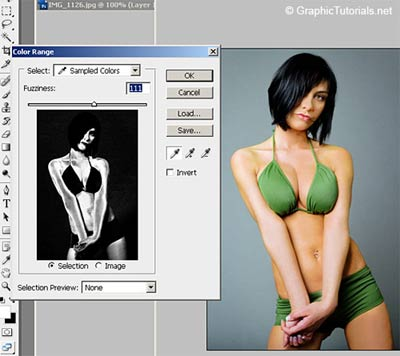 IMG_1126.jpg @ 100% (Layer
© GraphicTutorials.net
Color Range
Select: Sampled Colors
OK
Fuzziness: 111
Cancel
Load...
Save...
Invert
Selection Image
Selection Preview: None